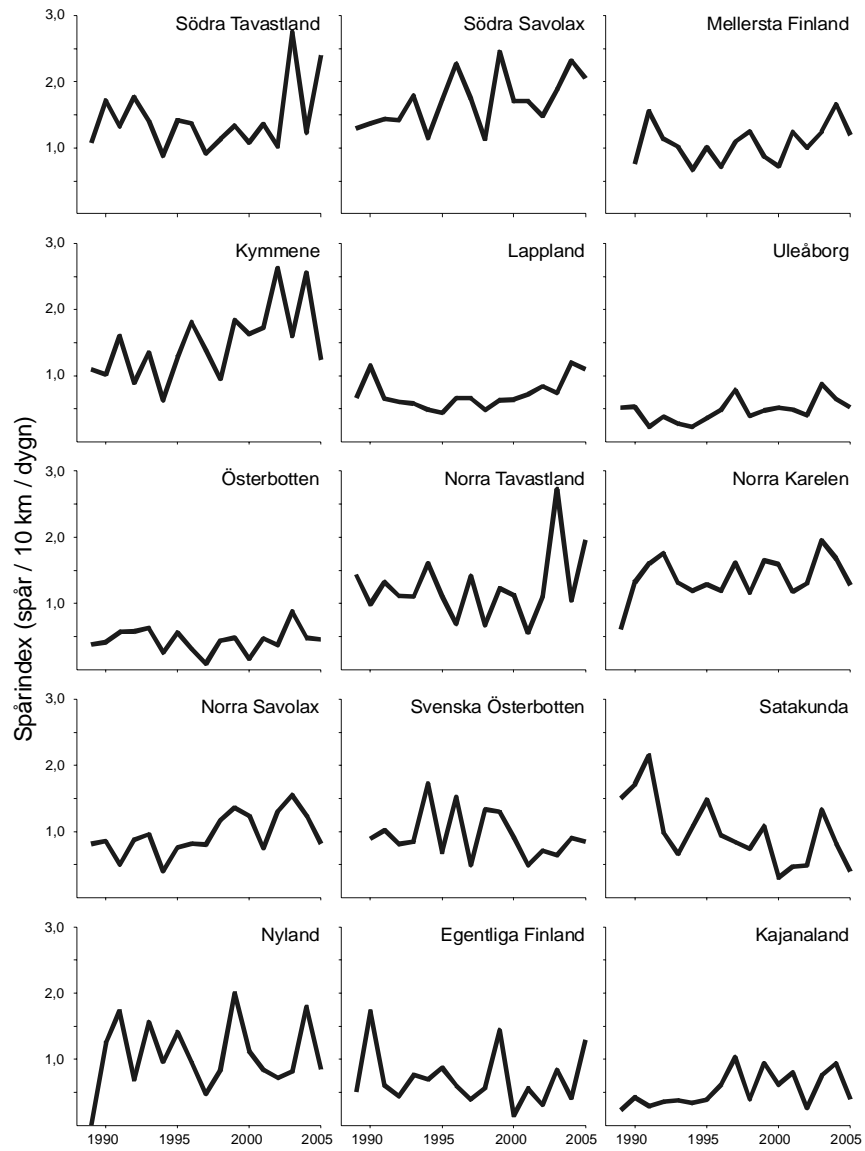 Spårindex (spår / 10 km / dygn)
3,0
2,0
1,0
Södra Tavastland
Södra Savolax
Mellersta Finland
3,0
2,0
1,0
Kymmene
Lappland
Uleåborg
3,0
2,0
1,0
Österbotten
Norra Tavastland
Norra Karelen
3,0
2,0
1,0
Norra Savolax
Svenska Österbotten
Satakunda
3,0
2,0
1,0
Nyland
Egentliga Finland
Kajanaland
1990 1995 2000 2005
1990 1995 2000 2005
1990 1995 2000 2005